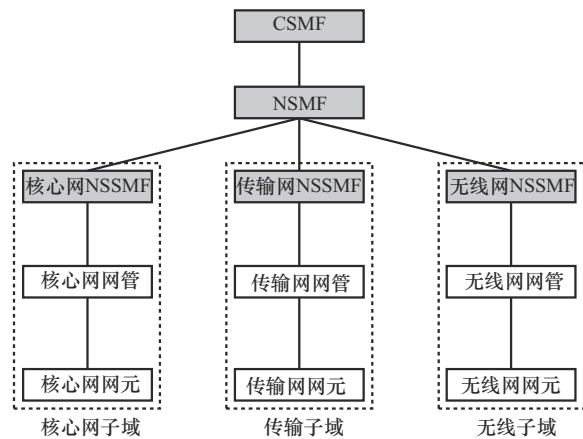 CSMF
NSMF
核心网NSSMF
传输网NSSMF
无线网NSSMF
核心网网管
传输网网管
无线网网管
核心网网元
传输网网元
无线网网元
核心网子域
传输子域
无线子域